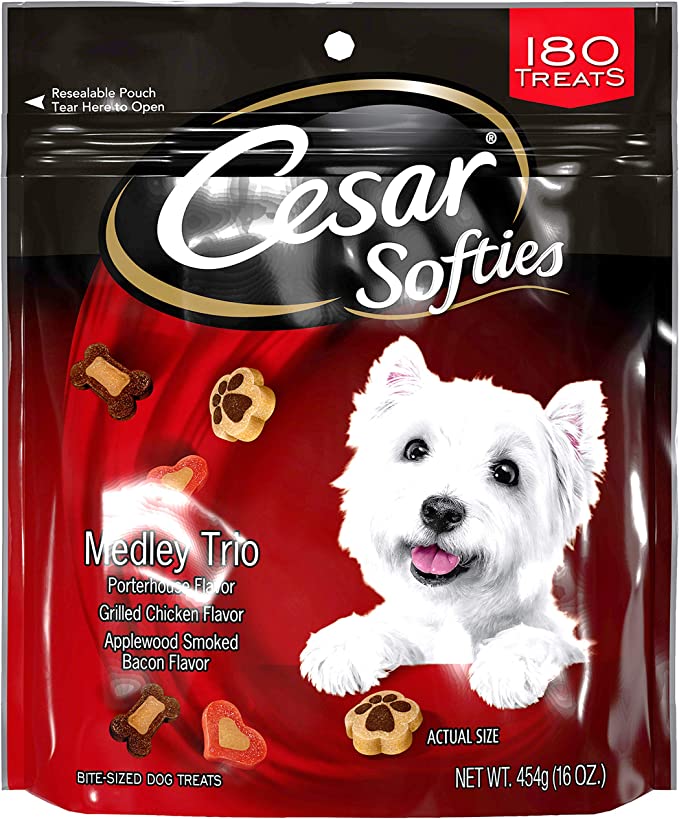 180
TREATS
Resealable Pouch
Tear Here to Open
Cesar®
Softies
Medley Trio
Porterhouse Flavor
Grilled Chicken Flavor
Applewood Smoked
Bacon Flavor
ACTUAL SIZE
BITE-SIZED DOG TREATS
NET WT. 454g (16 OZ.)